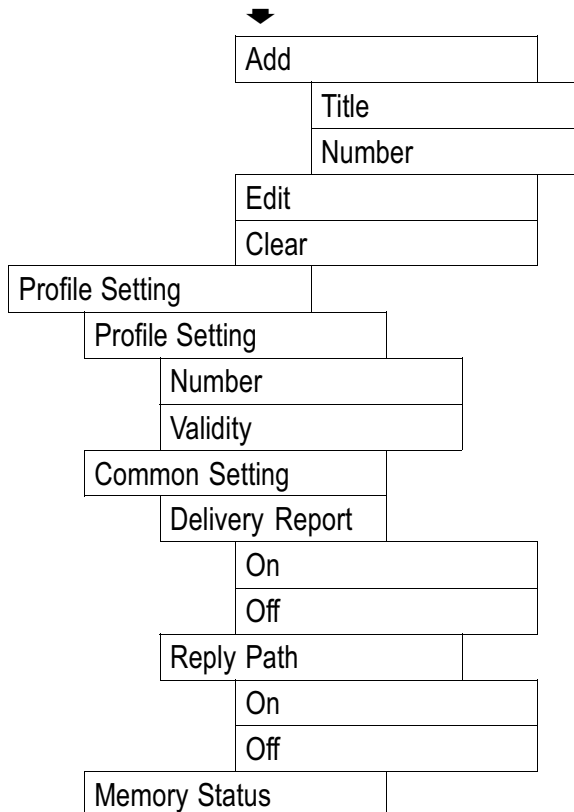 Add
Title
Number
Edit
Clear
Profile Setting
Profile Setting
Number
Validity
Common Setting
Delivery Report
On
Off
Reply Path
On
Off
Memory Status